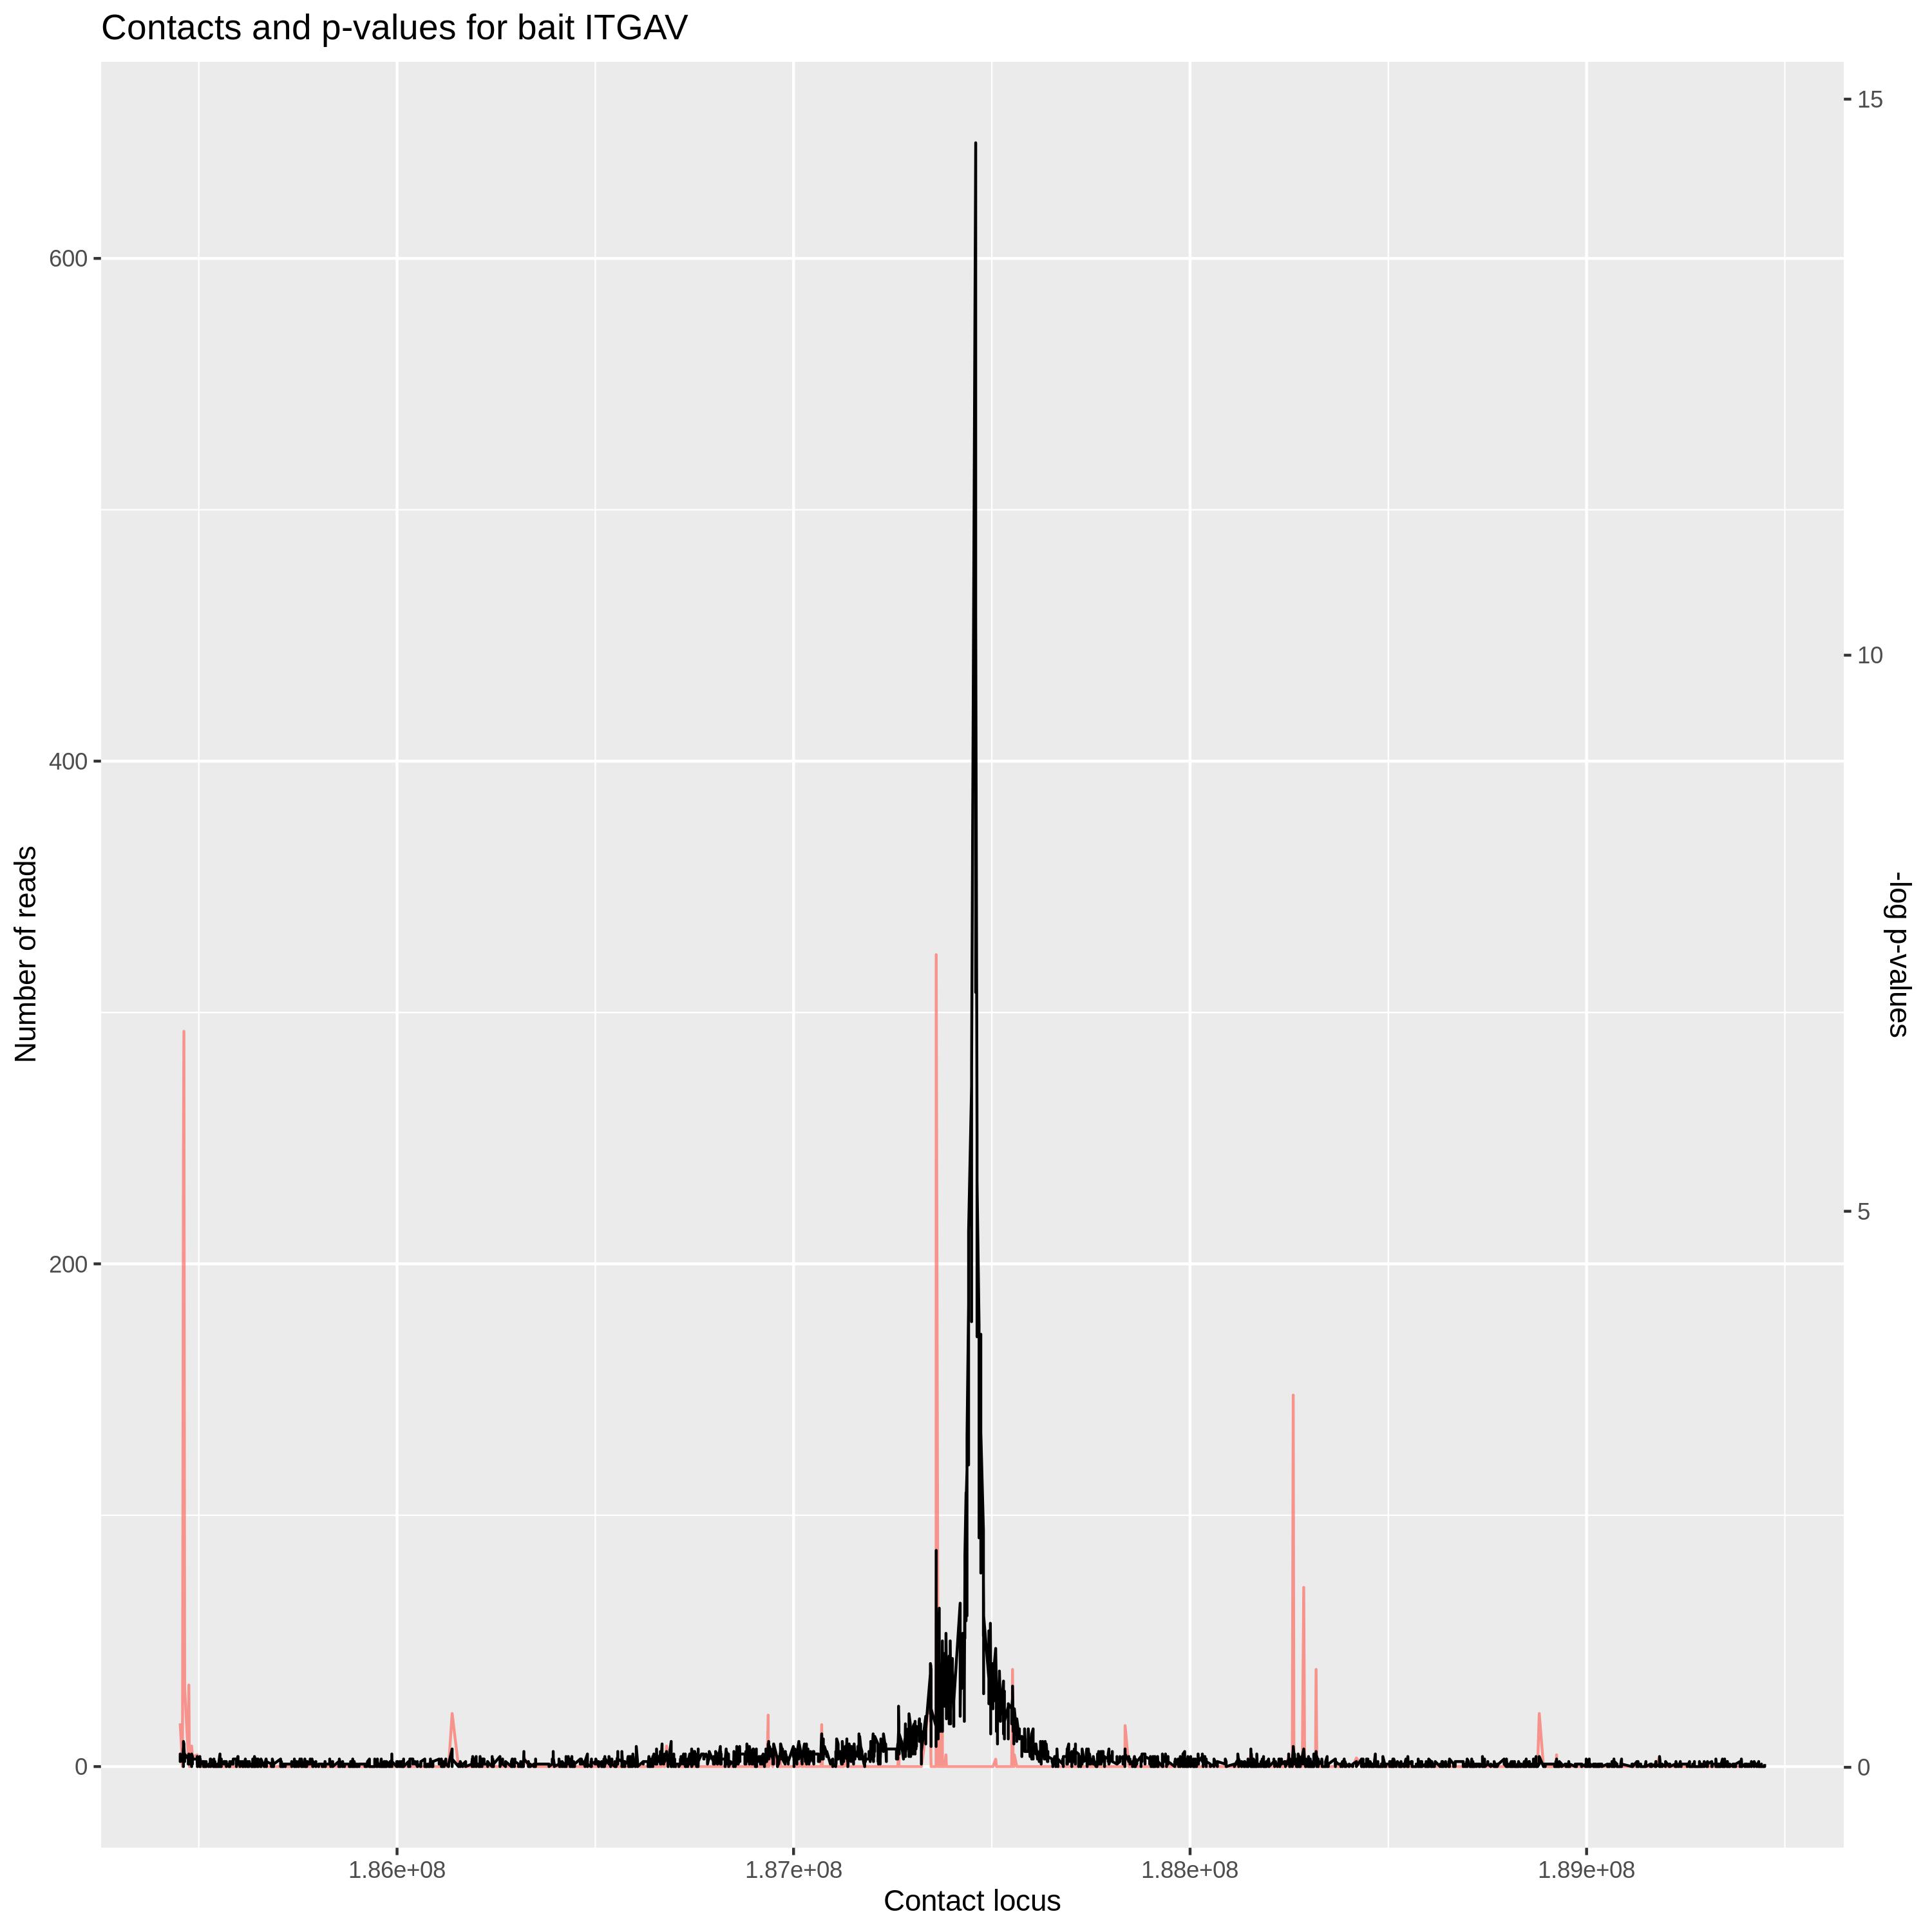 Contacts and p-values for bait ITGAV
15
600
10
400
Number of reads
-log p-values
5
200
0
0
1.86e+08
1.87e+08
1.88e+08
1.89e+08
Contact locus